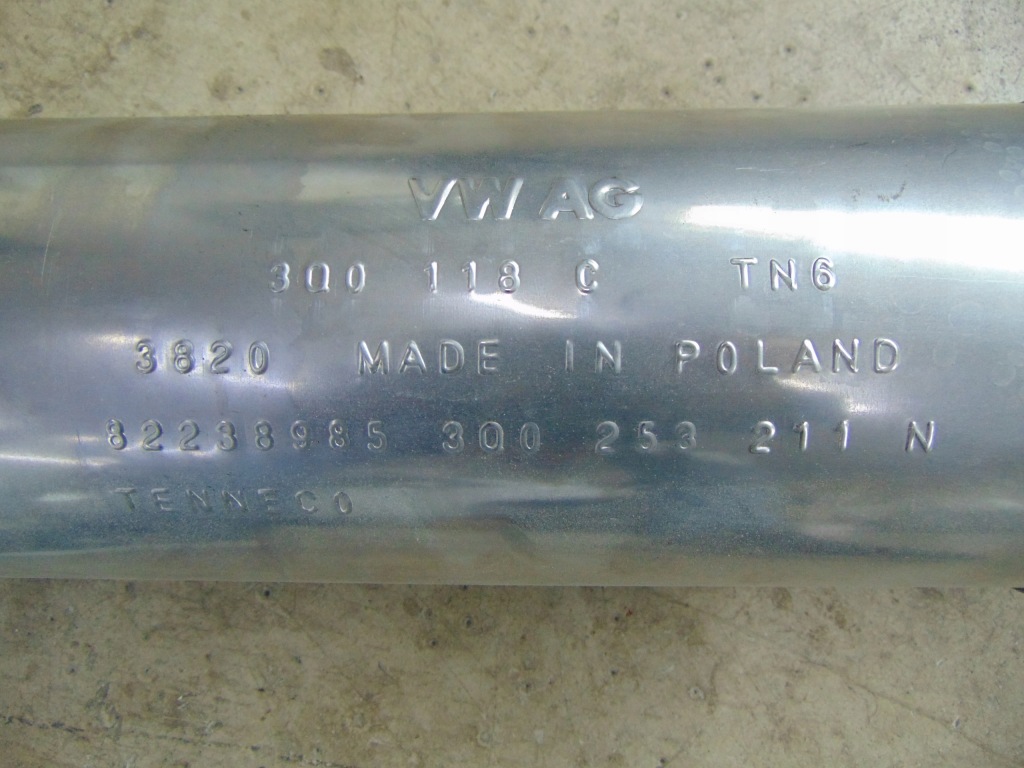 VW AG
3Q0 118 C TN6
3820 MADE IN POLAND
82238985 3Q0 253 211 N
TENNECO